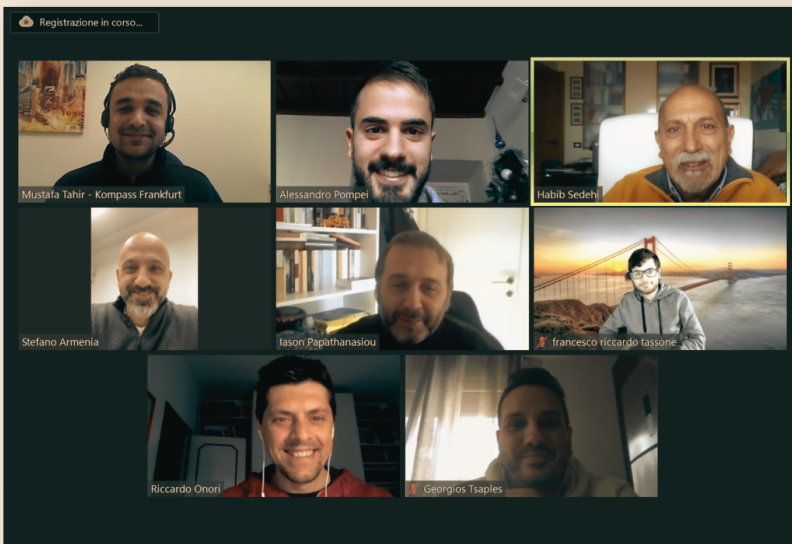 Registrazione in corso...
Mustafa Tahir - Kompass Frankfurt
Alessandro Pompei
Habib Sedehi
Stefano Armenia
Iason Papathanasiou
francesco riccardo tassone
Riccardo Onori
Georgios Tsaples